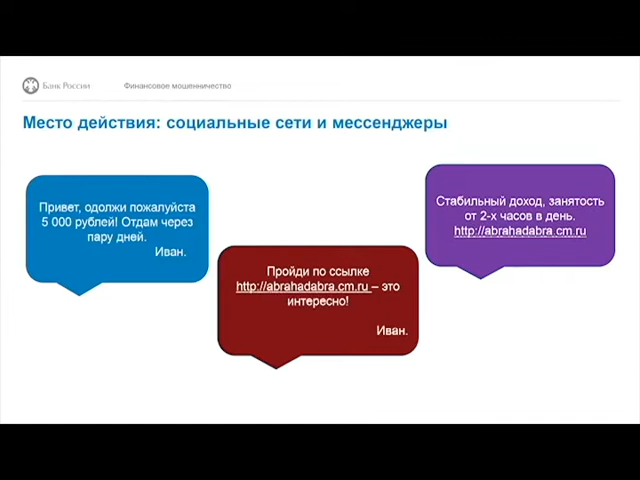 Банк России
Финансовое мошенничество
Место действия: социальные сети и мессенджеры
Привет, одолжи пожалуйста
5 000 рублей! Отдам через
пару дней.
Иван.
Пройди по ссылке
http://abrahadabra.cm.ru – это
интересно!
Иван.
Стабильный доход, занятость
от 2-х часов в день.
http://abrahadabra.cm.ru